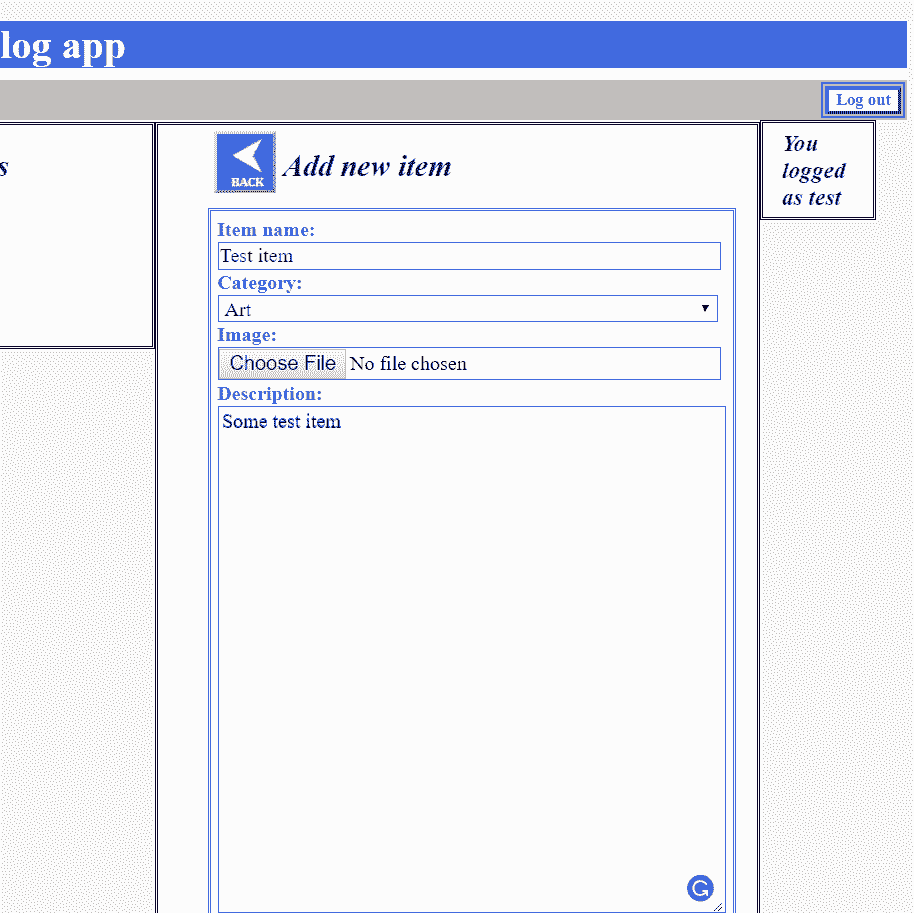 log app
Log out
s
BACK
Add new item
You
logged
as test
Item name:
Test item
Category:
Art
Image:
Choose File No file chosen
Description:
Some test item
G